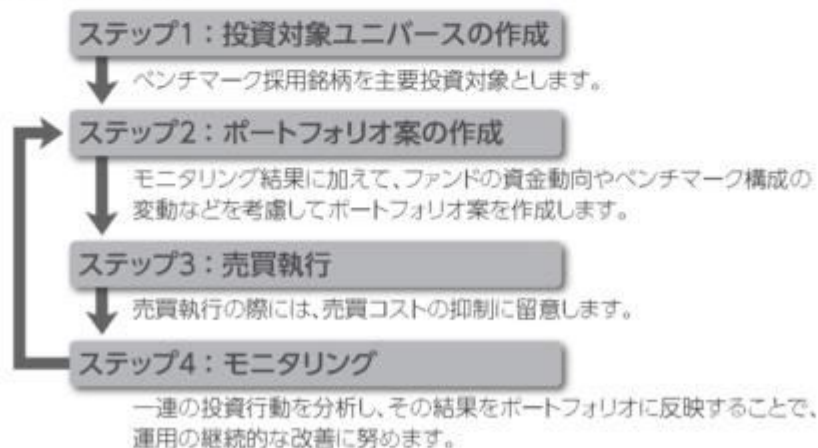 ステップ1：投資対象ユニバースの作成
ベンチマーク採用銘柄を主要投資対象とします。
ステップ2：ポートフォリオ案の作成
モニタリング結果に加えて、ファンドの資金動向やベンチマーク構成の
変動などを考慮してポートフォリオ案を作成します。
ステップ3：売買執行
売買執行の際には、売買コストの抑制に留意します。
ステップ4：モニタリング
一連の投資行動を分析し、その結果をポートフォリオに反映することで、
運用の継続的な改善に努めます。